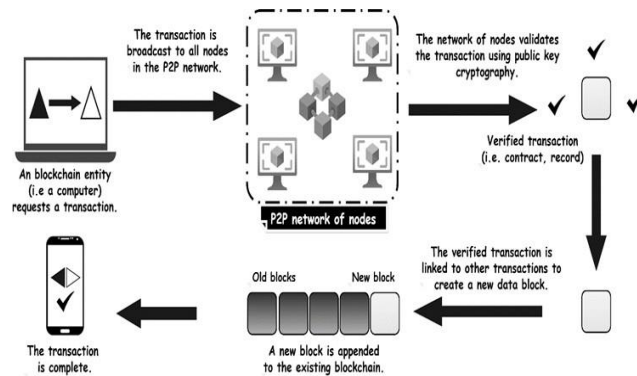 The transaction is
broadcast to all nodes
in the P2P network.
The network of nodes validates
the transaction using public key
cryptography.
An blockchain entity
(i.e a computer)
requests a transaction.
P2P network of nodes
Verified transaction
(i.e. contract, record)
The verified transaction is
linked to other transactions to
create a new data block.
Old blocks
New block
A new block is appended
to the existing blockchain.
The transaction
is complete.